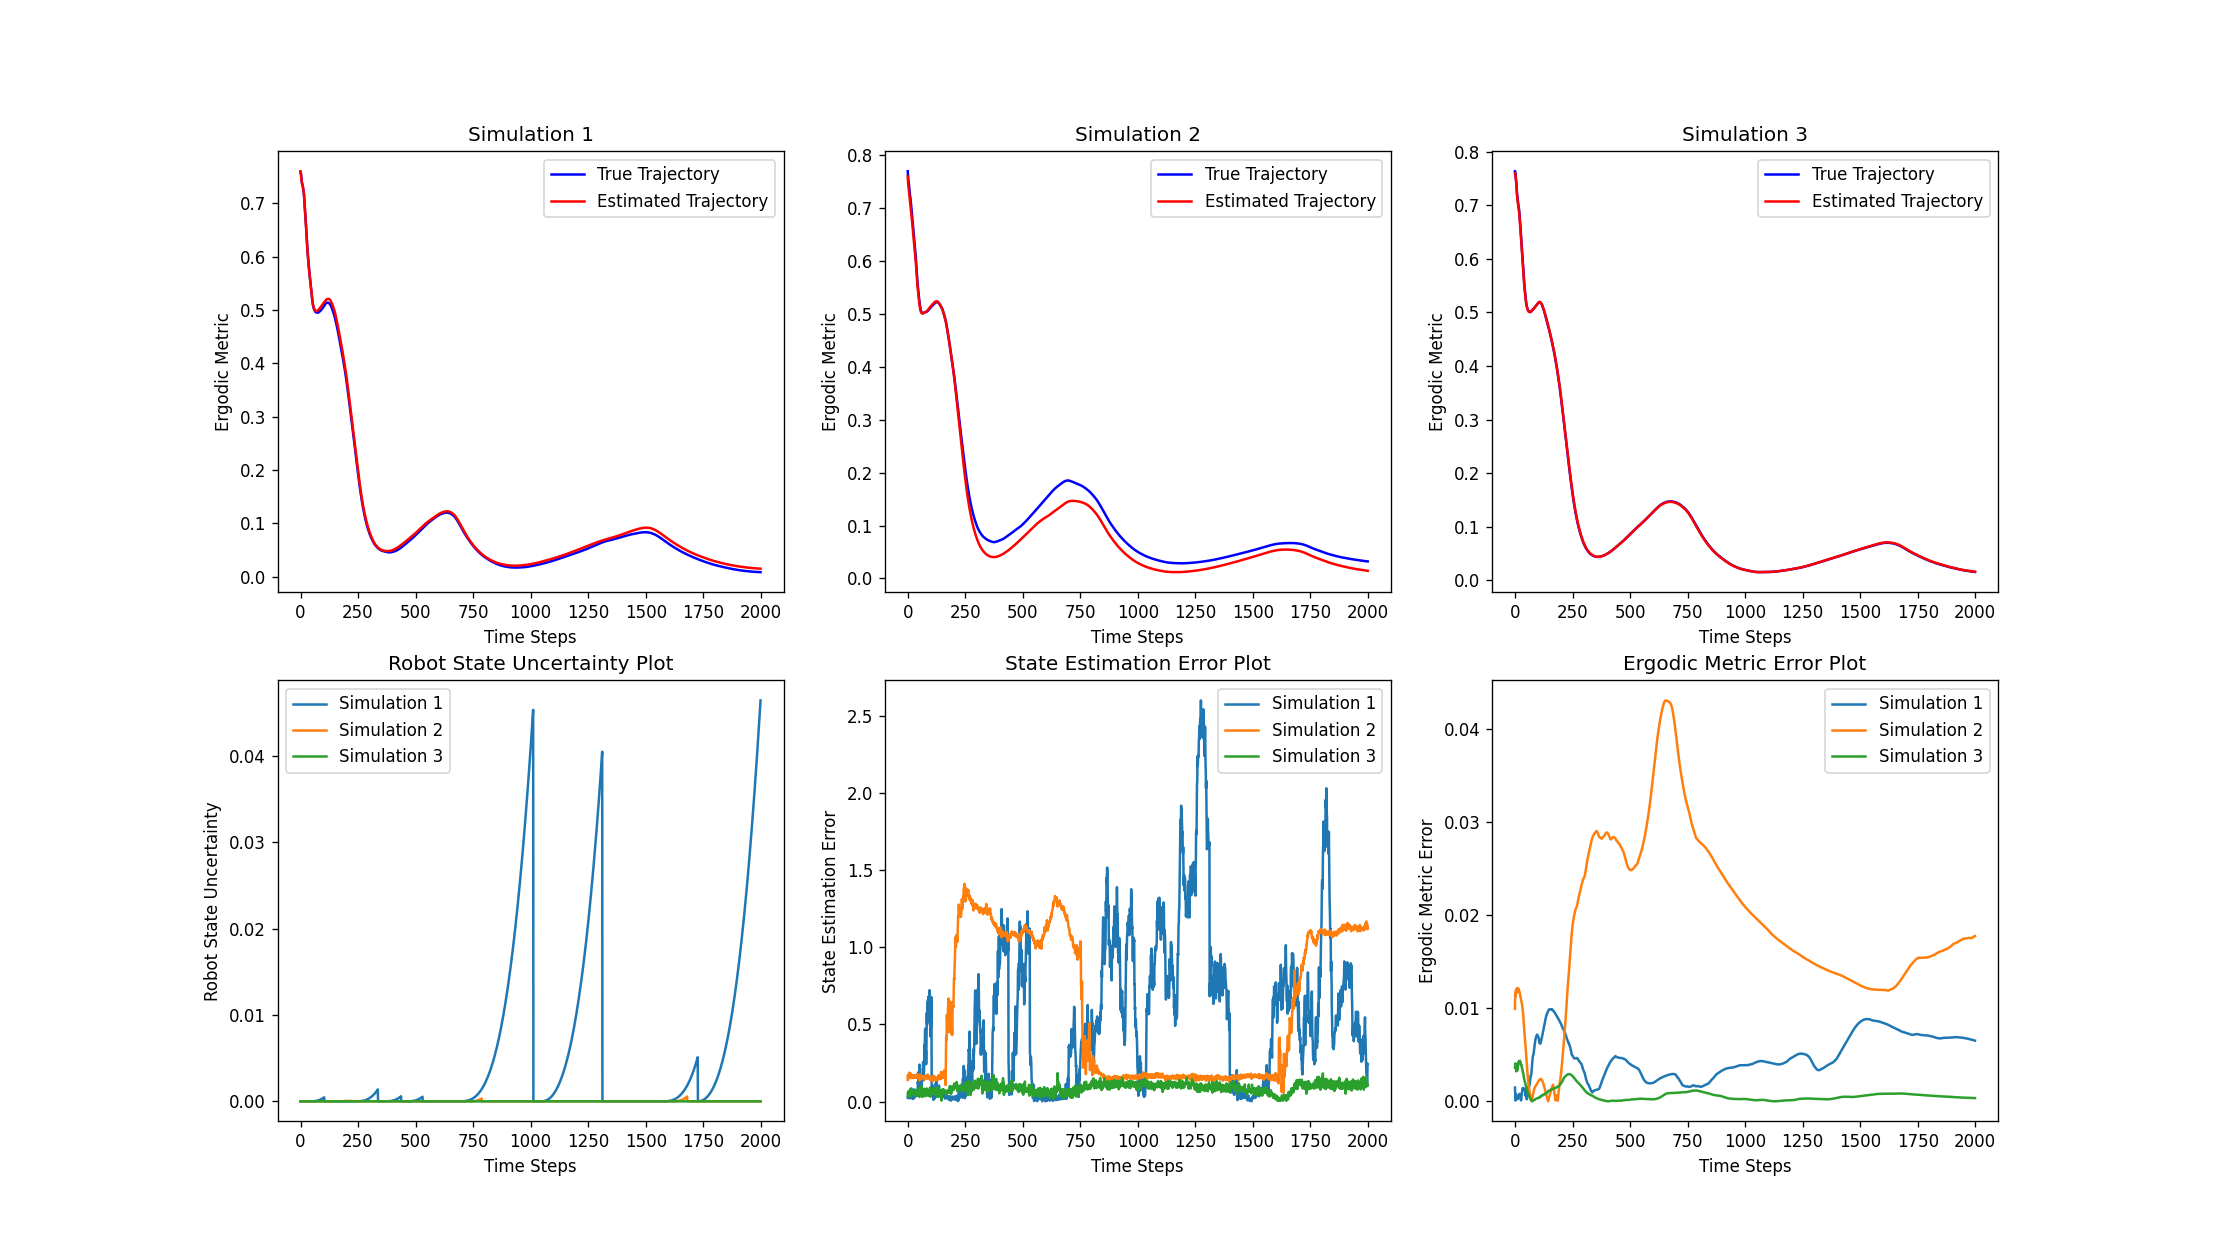 Simulation 1
True Trajectory
Estimated Trajectory
Ergodic Metric
0.7
0.6
0.5
0.4
0.3
0.2
0.1
0.0
0 250 500 750 1000 1250 1500 1750 2000
Time Steps
Simulation 2
True Trajectory
Estimated Trajectory
Ergodic Metric
0.8
0.7
0.6
0.5
0.4
0.3
0.2
0.1
0.0
0 250 500 750 1000 1250 1500 1750 2000
Time Steps
Simulation 3
True Trajectory
Estimated Trajectory
Ergodic Metric
0.8
0.7
0.6
0.5
0.4
0.3
0.2
0.1
0.0
0 250 500 750 1000 1250 1500 1750 2000
Time Steps
Robot State Uncertainty Plot
Simulation 1
Simulation 2
Simulation 3
Robot State Uncertainty
0.04
0.03
0.02
0.01
0.00
0 250 500 750 1000 1250 1500 1750 2000
Time Steps
State Estimation Error Plot
Simulation 1
Simulation 2
Simulation 3
State Estimation Error
2.5
2.0
1.5
1.0
0.5
0.0
0 250 500 750 1000 1250 1500 1750 2000
Time Steps
Ergodic Metric Error Plot
Simulation 1
Simulation 2
Simulation 3
Ergodic Metric Error
0.04
0.03
0.02
0.01
0.00
0 250 500 750 1000 1250 1500 1750 2000
Time Steps